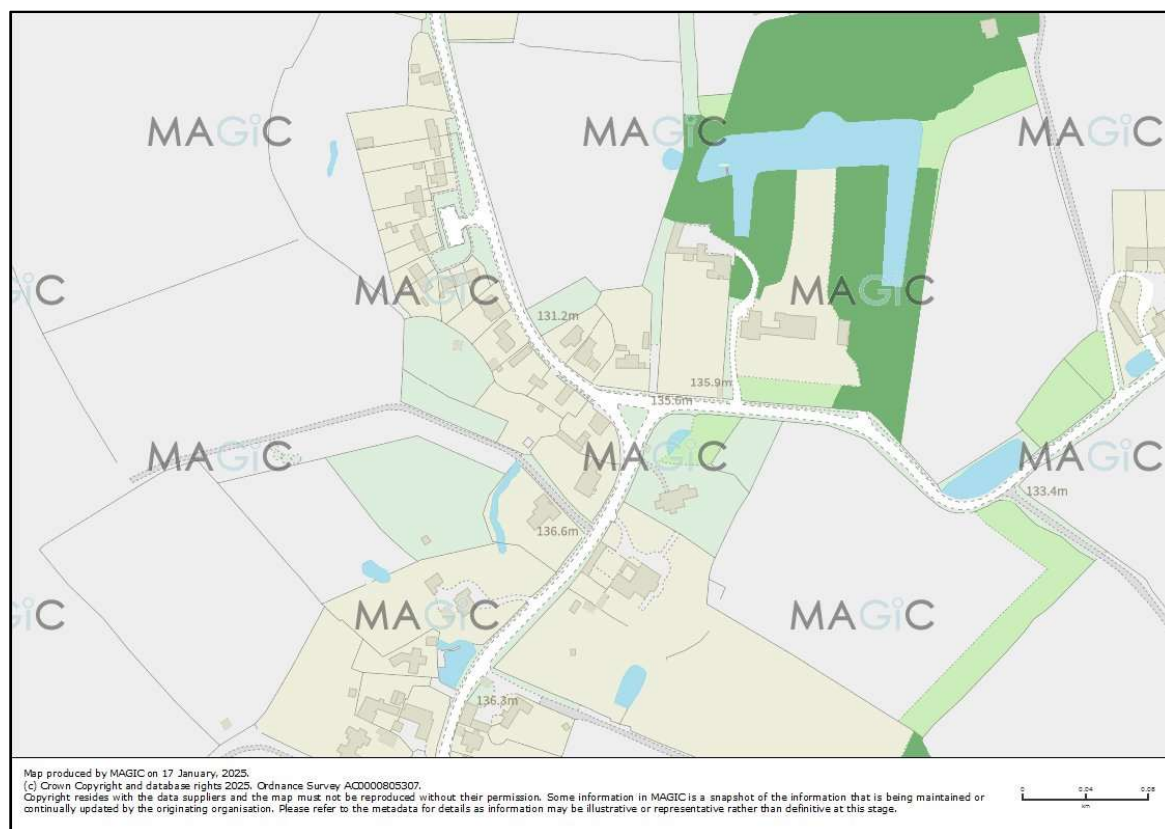 MAGiC
MAGiC
MAGiC
GiC
MAGiC
MAGiC
131.2m
135.9m
135.6m
MAGiC
MAGiC
MAGiC
133.4m
136.6m
GiC
MAGiC
MAGiC
136.3m
Map produced by MAGIC on 17 January, 2025.
(c) Crown Copyright and database rights 2025. Ordnance Survey AC0000805307.
Copyright resides with the data suppliers and the map must not be reproduced without their permission. Some information in MAGIC is a snapshot of the information that is being maintained or
continually updated by the originating organisation. Please refer to the metadata for details as information may be illustrative or representative rather than definitive at this stage.
0 0.04 0.08
km